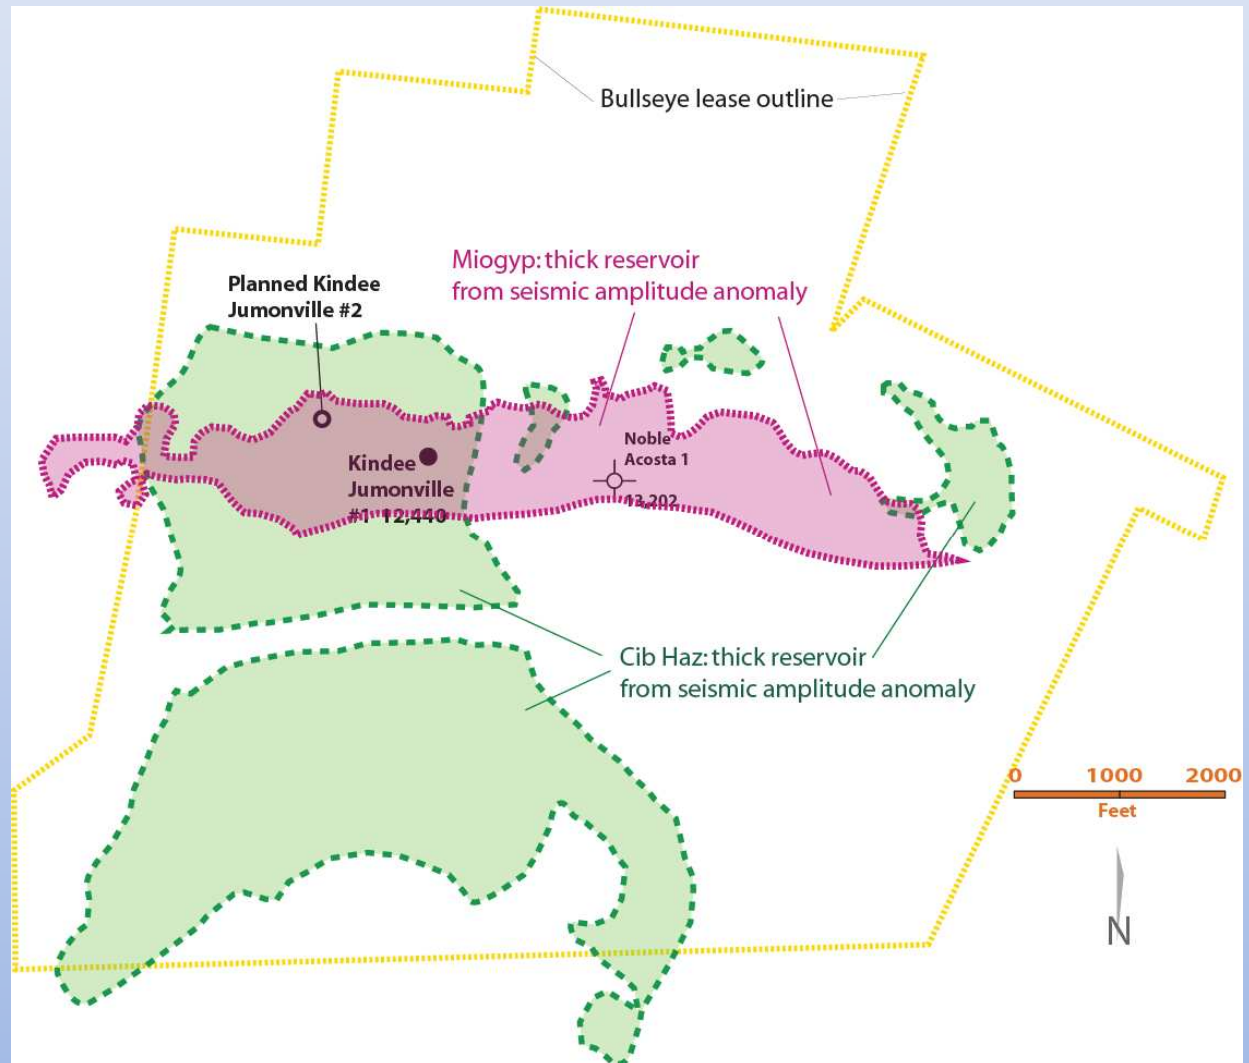 Bullseye lease outline
Miogyp: thick reservoir
from seismic amplitude anomaly
Planned Kindee
Jumonville #2
Noble
Acosta 1
13,202
Kindee
Jumonville
#1 12,440
Cib Haz: thick reservoir
from seismic amplitude anomaly
0 1000 2000
Feet
N